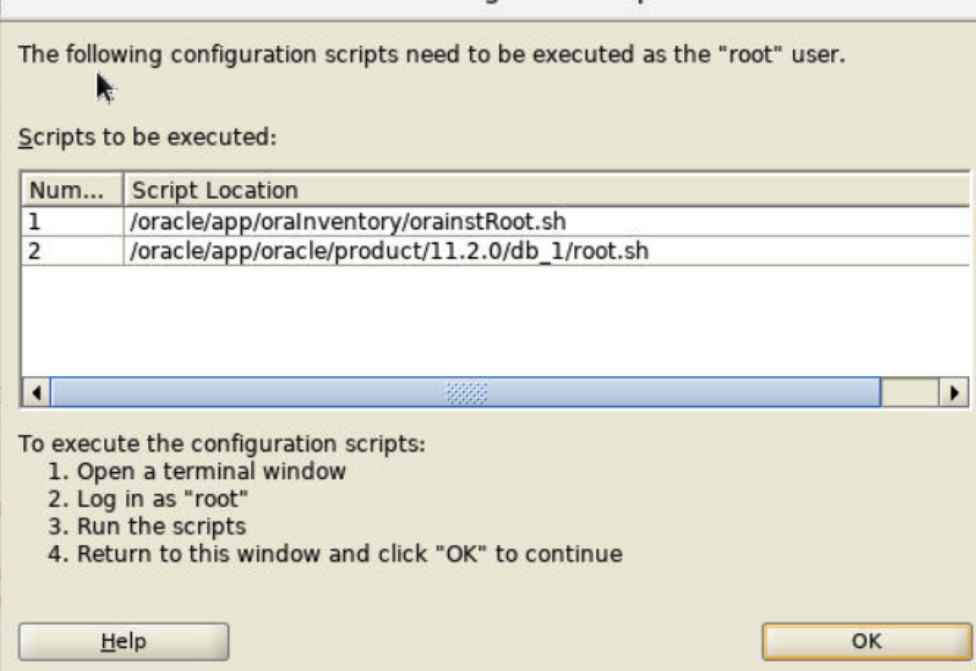 The following configuration scripts need to be executed as the "root" user.
Scripts to be executed:
Num... Script Location
1 /oracle/app/oraInventory/orainstRoot.sh
2 /oracle/app/oracle/product/11.2.0/db_1/root.sh
To execute the configuration scripts:
1. Open a terminal window
2. Log in as "root"
3. Run the scripts
4. Return to this window and click "OK" to continue
Help OK